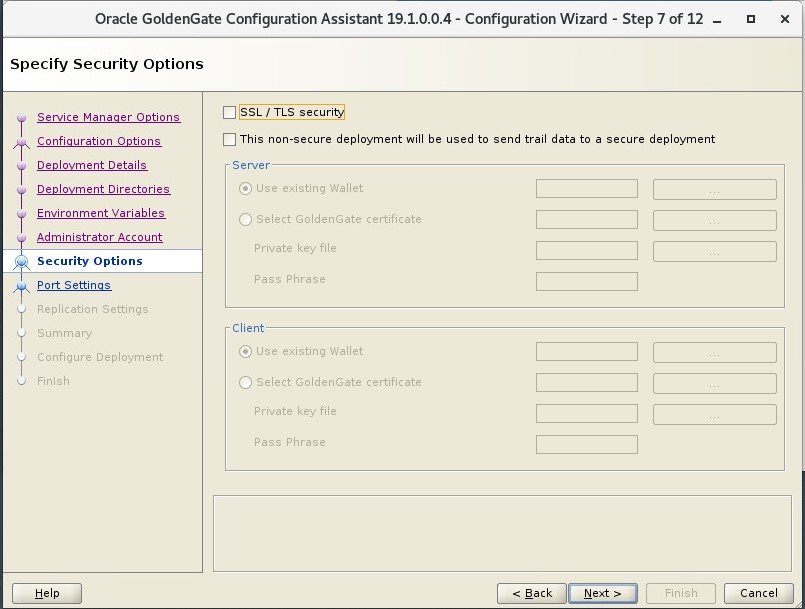 Oracle GoldenGate Configuration Assistant 19.1.0.0.4 - Configuration Wizard - Step 7 of 12
Specify Security Options
Service Manager Options
Configuration Options
Deployment Details
Deployment Directories
Environment Variables
Administrator Account
Security Options
Port Settings
Replication Settings
Summary
Configure Deployment
Finish
SSL / TLS security
This non-secure deployment will be used to send trail data to a secure deployment
Server
Use existing Wallet ...
Select GoldenGate certificate ...
Private key file ...
Pass Phrase
Client
Use existing Wallet ...
Select GoldenGate certificate ...
Private key file ...
Pass Phrase
Help < Back Next > Finish Cancel